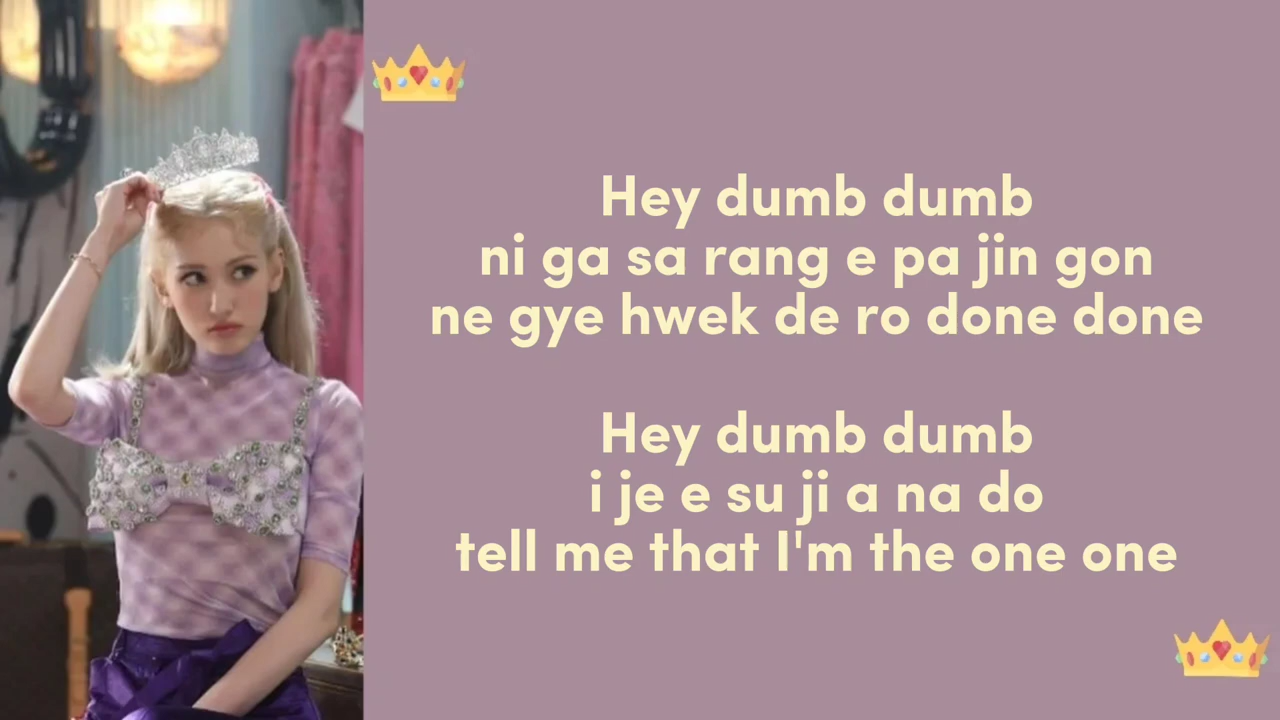 Hey dumb dumb
ni ga sa rang e pa jin gon
ne gye hwek de ro done done
Hey dumb dumb
i je e su ji a na do
tell me that I'm the one one